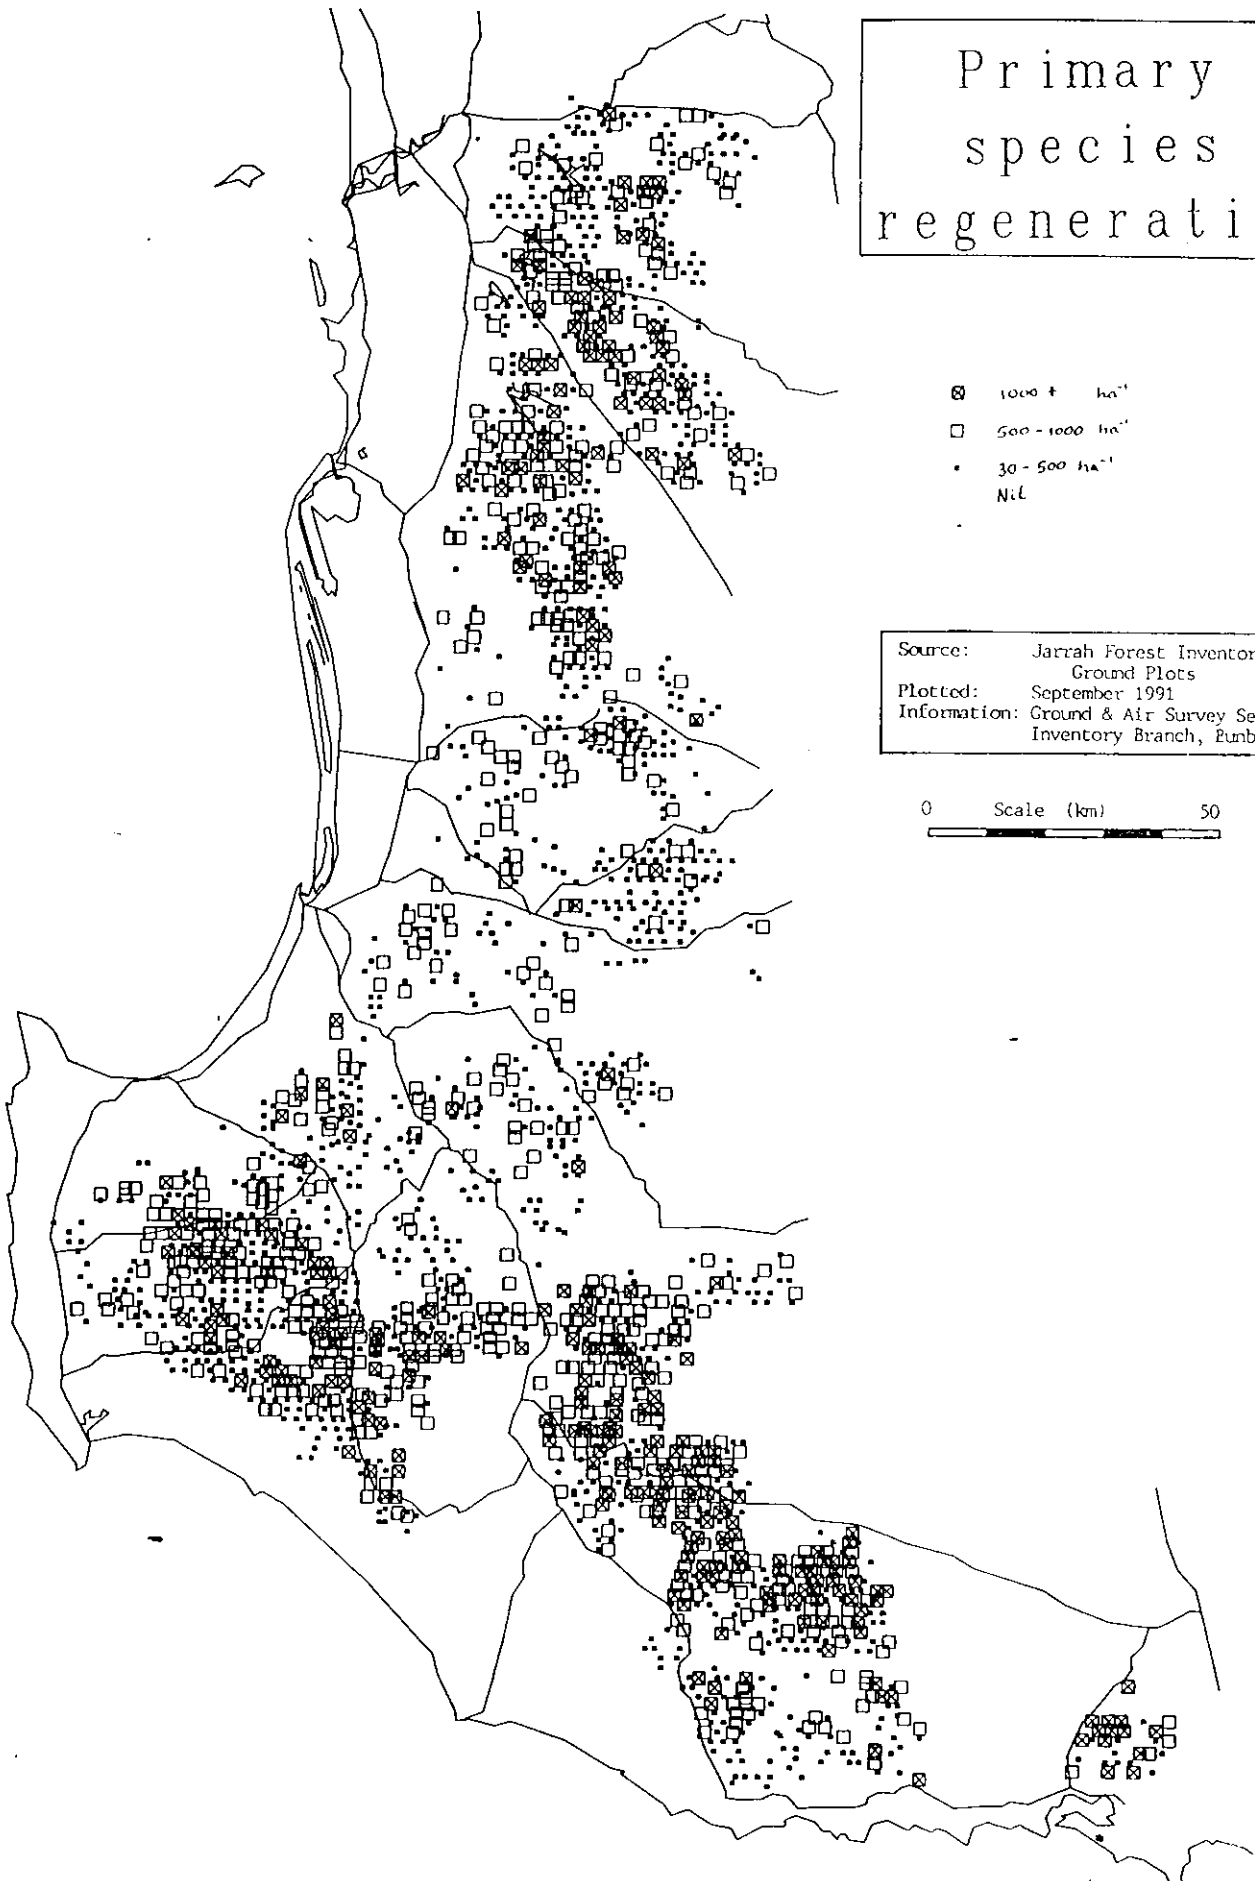 Primary
species
regenerati
1000 + ha⁻¹
500-1000 ha⁻¹
30-500 ha⁻¹
Nil
Source: Jarrah Forest Inventor
Ground Plots
Plotted: September 1991
Information: Ground & Air Survey Se
Inventory Branch, Bunb
0 Scale (km) 50